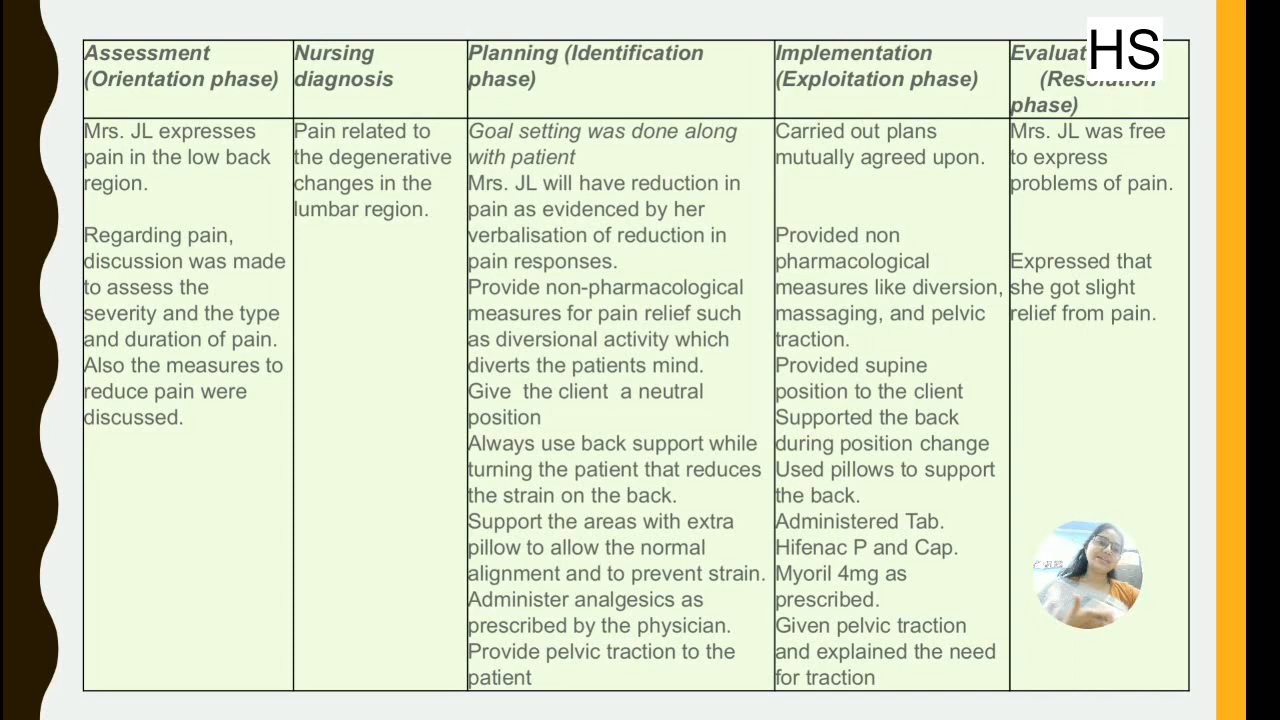 HS
Assessment
(Orientation phase)
Nursing
diagnosis
Planning (Identification
phase)
Implementation
(Exploitation phase)
Evaluat
(Resolution
phase)
Mrs. JL expresses
pain in the low back
region.
Regarding pain,
discussion was made
to assess the
severity and the type
and duration of pain.
Also the measures to
reduce pain were
discussed.
Pain related to
the degenerative
changes in the
lumbar region.
Goal setting was done along
with patient
Mrs. JL will have reduction in
pain as evidenced by her
verbalisation of reduction in
pain responses.
Provide non-pharmacological
measures for pain relief such
as diversional activity which
diverts the patients mind.
Give the client a neutral
position
Always use back support while
turning the patient that reduces
the strain on the back.
Support the areas with extra
pillow to allow the normal
alignment and to prevent strain.
Administer analgesics as
prescribed by the physician.
Provide pelvic traction to the
patient
Carried out plans
mutually agreed upon.
Provided non
pharmacological
measures like diversion,
massaging, and pelvic
traction.
Provided supine
position to the client
Supported the back
during position change
Used pillows to support
the back.
Administered Tab.
Hifenac P and Cap.
Myoril 4mg as
prescribed.
Given pelvic traction
and explained the need
for traction
Mrs. JL was free
to express
problems of pain.
Expressed that
she got slight
relief from pain.